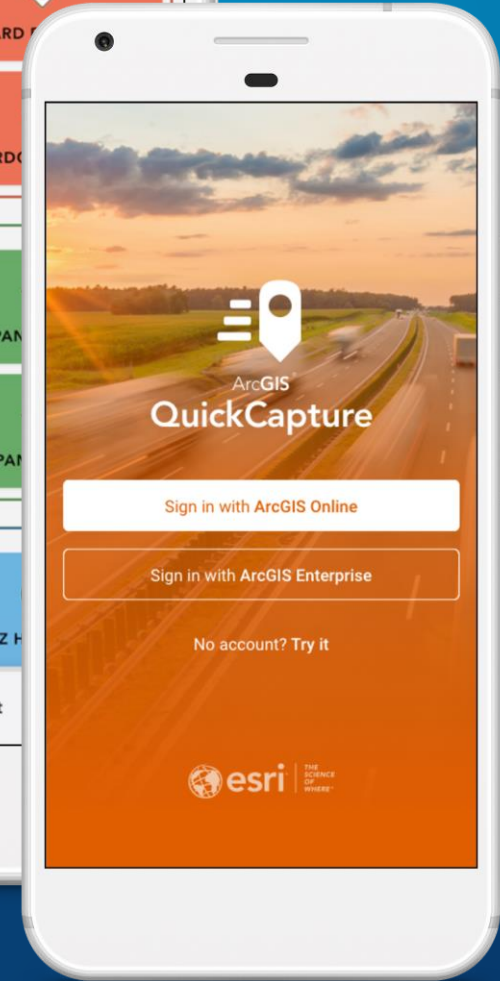 ArcGIS
QuickCapture
Sign in with ArcGIS Online
Sign in with ArcGIS Enterprise
No account? Try it
esri
THE
SCIENCE
OF
WHERE™